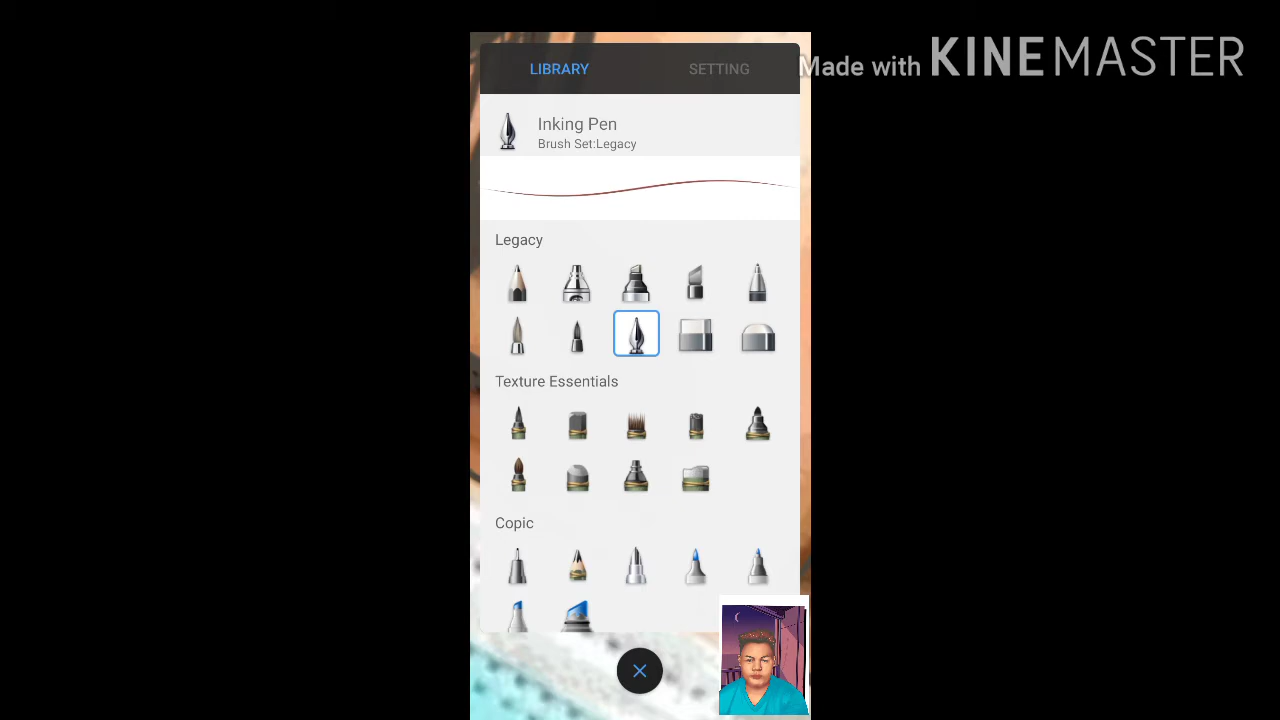 Made with KINEMASTER
LIBRARY
SETTING
Inking Pen
Brush Set:Legacy
Legacy
Texture Essentials
Copic